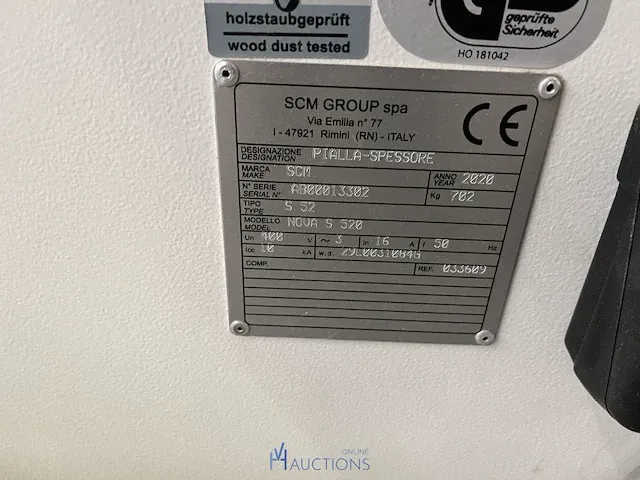 holzstaubgeprüft
wood dust tested
geprüfte
Sicherheit
HO 181042
SCM GROUP spa
Via Emilia n° 77
I - 47921 Rimini (RN) - ITALY
CE
DESIGNAZIONE
DESIGNATION PIALLA-SPESSORE
MARCA
MAKE SCM ANNO
YEAR 2020
N° SERIE
SERIAL N° AB00013302 Kg 702
TIPO
TYPE S 52
MODELLO
MODEL NOVA S 520
Un 400 V ~ 3 In 16 A f 50 Hz
Icc 10 kA w.d.
COMP. REF. 033609
ONLINE
AUCTIONS